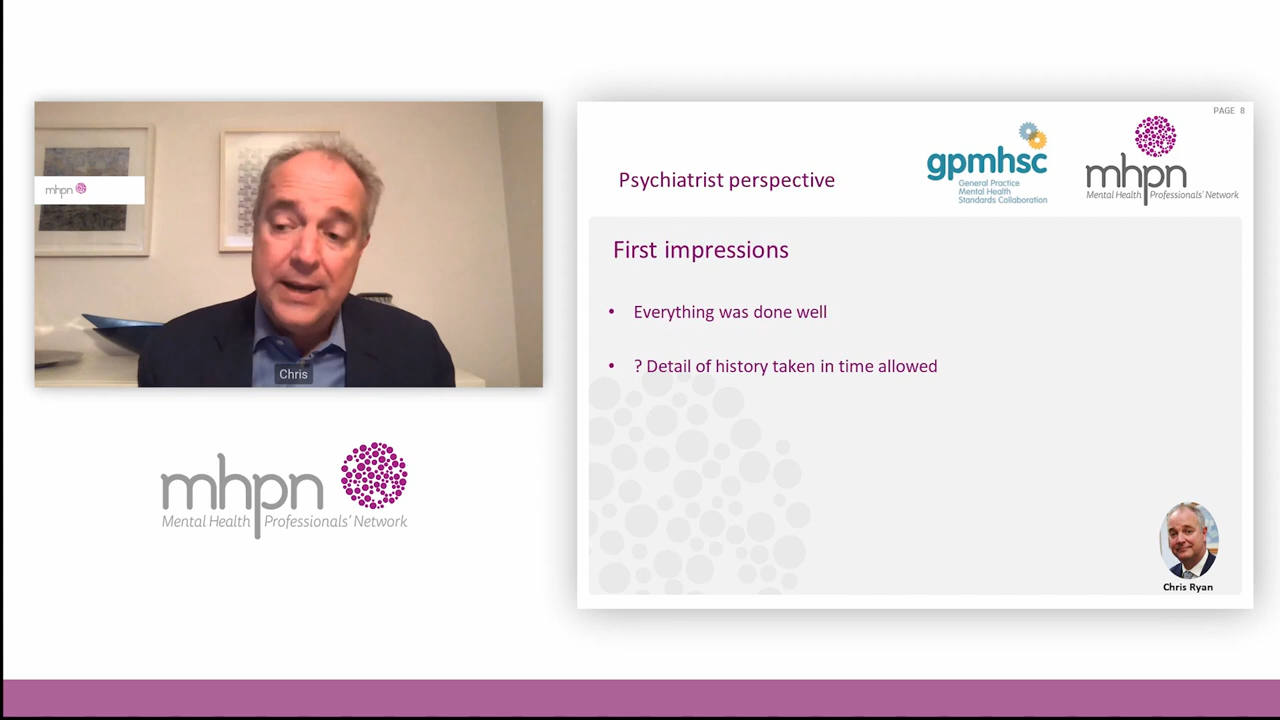 mhpn
Chris
mhpn
Mental Health Professionals' Network
PAGE 8
Psychiatrist perspective
gpmhsc
General Practice
Mental Health
Standards Collaboration
mhpn
Mental Health Professionals' Network
First impressions
• Everything was done well
• ? Detail of history taken in time allowed
Chris Ryan